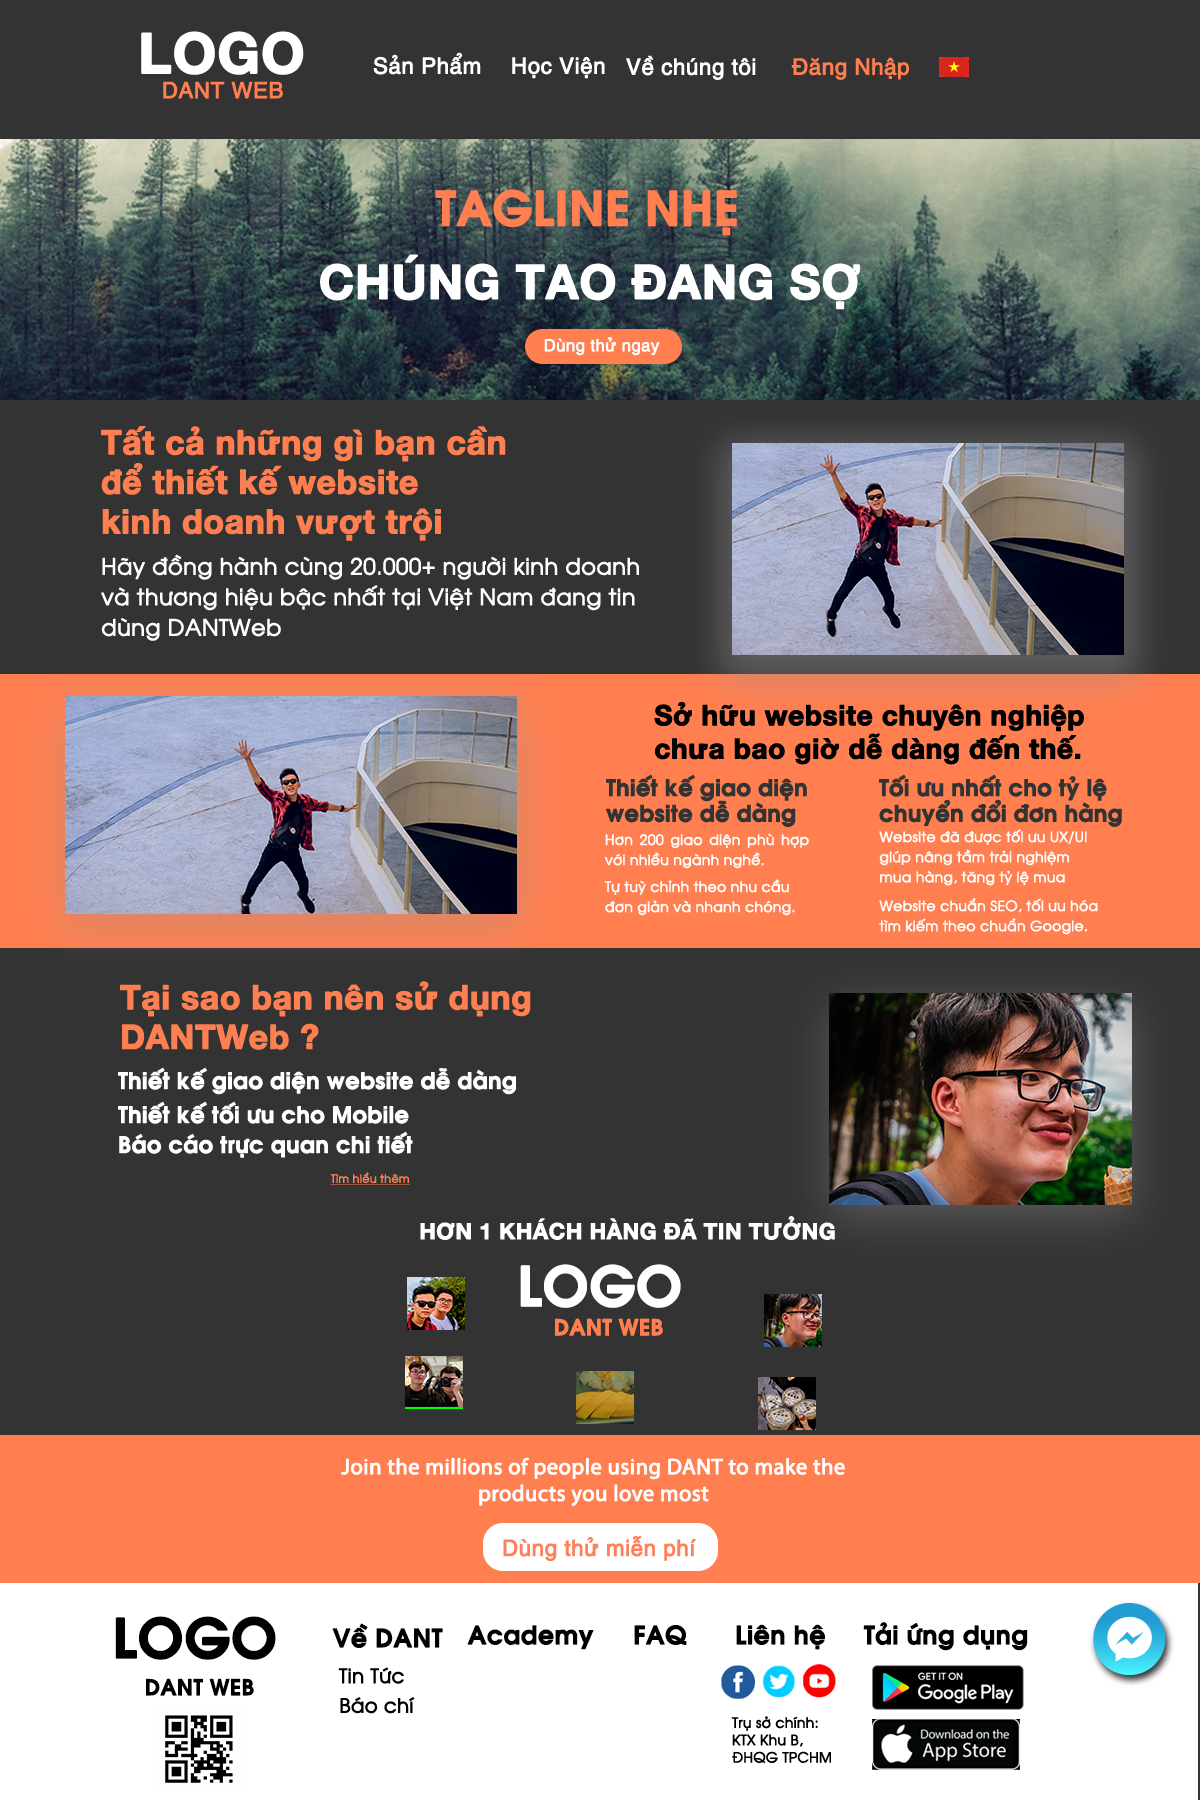 LOGO
DANT WEB
Sản Phẩm
Học Viện
Về chúng tôi
Đăng Nhập
TAGLINE NHẸ
CHÚNG TAO ĐANG SỢ
Dùng thử ngay
Tất cả những gì bạn cần
để thiết kế website
kinh doanh vượt trội
Hãy đồng hành cùng 20.000+ người kinh doanh
và thương hiệu bậc nhất tại Việt Nam đang tin
dùng DANTWeb
Sở hữu website chuyên nghiệp
chưa bao giờ dễ dàng đến thế.
Thiết kế giao diện
website dễ dàng
Hơn 200 giao diện phù hợp
với nhiều ngành nghề.
Tự tuỳ chỉnh theo nhu cầu
đơn giản và nhanh chóng.
Tối ưu nhất cho tỷ lệ
chuyển đổi đơn hàng
Website đã được tối ưu UX/UI
giúp nâng tầm trải nghiệm
mua hàng, tăng tỷ lệ mua
Website chuẩn SEO, tối ưu hóa
tìm kiếm theo chuẩn Google.
Tại sao bạn nên sử dụng
DANTWeb ?
Thiết kế giao diện website dễ dàng
Thiết kế tối ưu cho Mobile
Báo cáo trực quan chi tiết
Tìm hiểu thêm
HƠN 1 KHÁCH HÀNG ĐÃ TIN TƯỞNG
LOGO
DANT WEB
Join the millions of people using DANT to make the
products you love most
Dùng thử miễn phí
LOGO
DANT WEB
Về DANT
Tin Tức
Báo chí
Academy
FAQ
Liên hệ
Trụ sở chính:
KTX Khu B,
ĐHQG TPCHM
Tải ứng dụng
GET IT ON
Google Play
Download on the
App Store